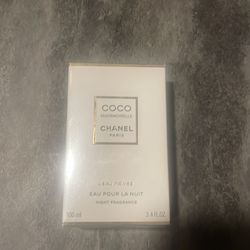 COCO
MADEMOISELLE
CHANEL
PARIS
L'EAU PRIVÉE
EAU POUR LA NUIT
NIGHT FRAGRANCE
100 ml 3.4 FL.OZ.